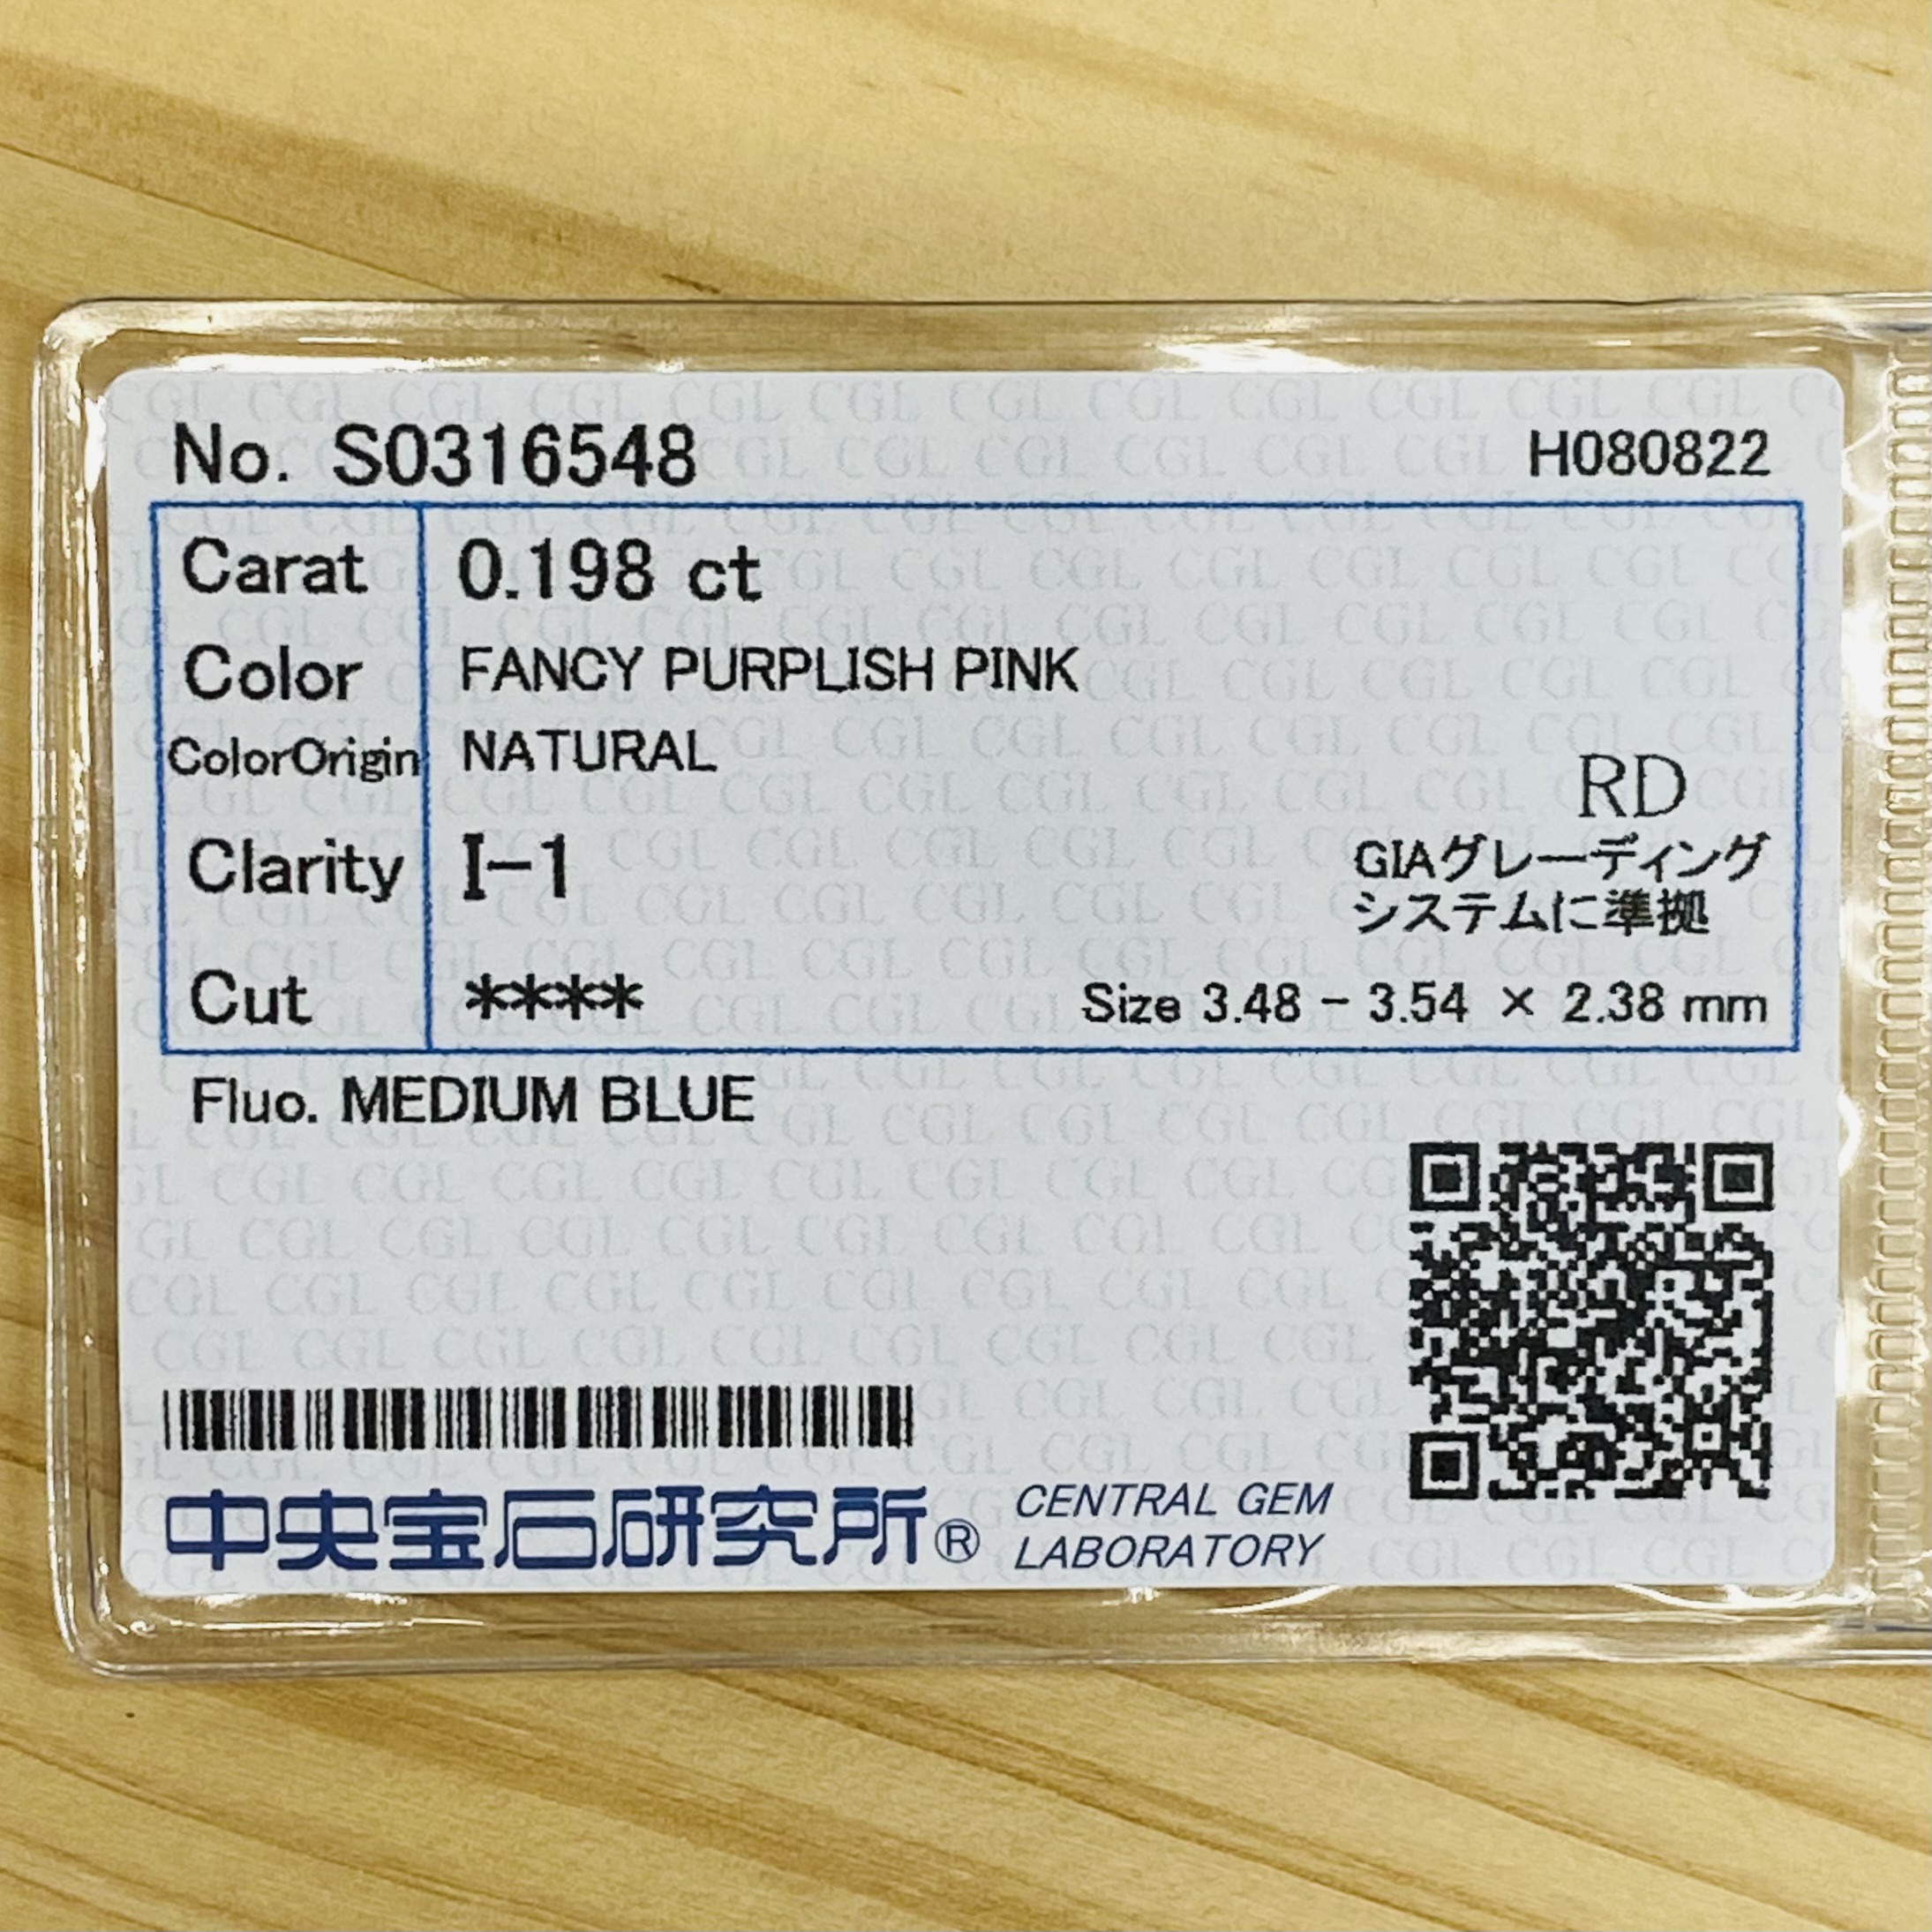 No. S0316548 H080822
Carat 0.198 ct
Color FANCY PURPLISH PINK
ColorOrigin NATURAL
RD
Clarity I-1
GIAグレーディング
システムに準拠
Cut **** Size 3.48 - 3.54 × 2.38 mm
Fluo. MEDIUM BLUE
中央宝石研究所® CENTRAL GEM
LABORATORY